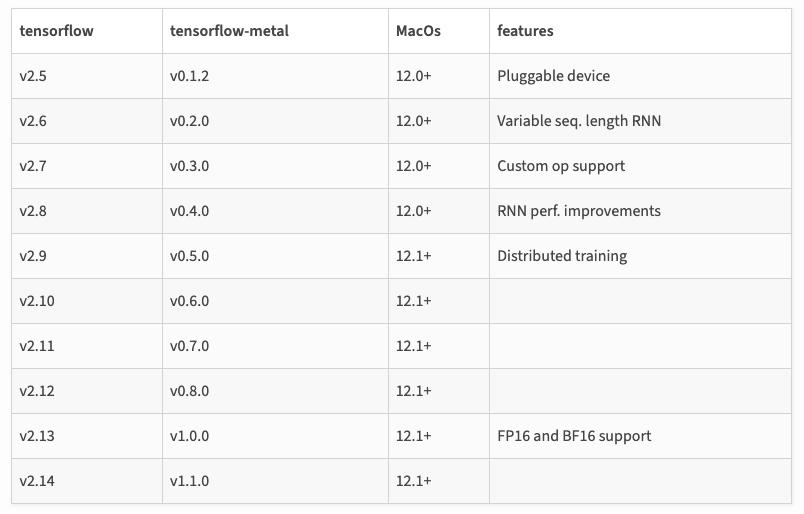 tensorflow tensorflow-metal MacOs features
v2.5 v0.1.2 12.0+ Pluggable device
v2.6 v0.2.0 12.0+ Variable seq. length RNN
v2.7 v0.3.0 12.0+ Custom op support
v2.8 v0.4.0 12.0+ RNN perf. improvements
v2.9 v0.5.0 12.1+ Distributed training
v2.10 v0.6.0 12.1+
v2.11 v0.7.0 12.1+
v2.12 v0.8.0 12.1+
v2.13 v1.0.0 12.1+ FP16 and BF16 support
v2.14 v1.1.0 12.1+